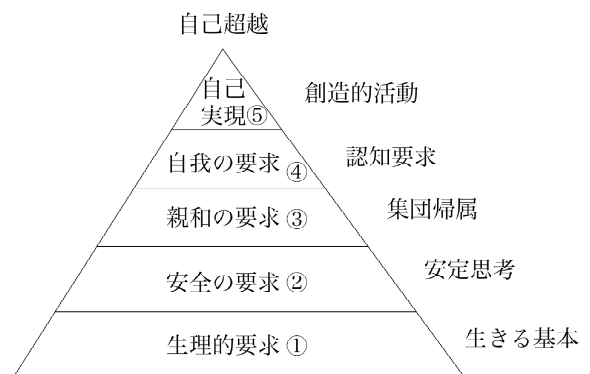 自己超越
自己
実現⑤
創造的活動
自我の要求 ④
認知要求
親和の要求 ③
集団帰属
安全の要求 ②
安定思考
生理的要求 ①
生きる基本